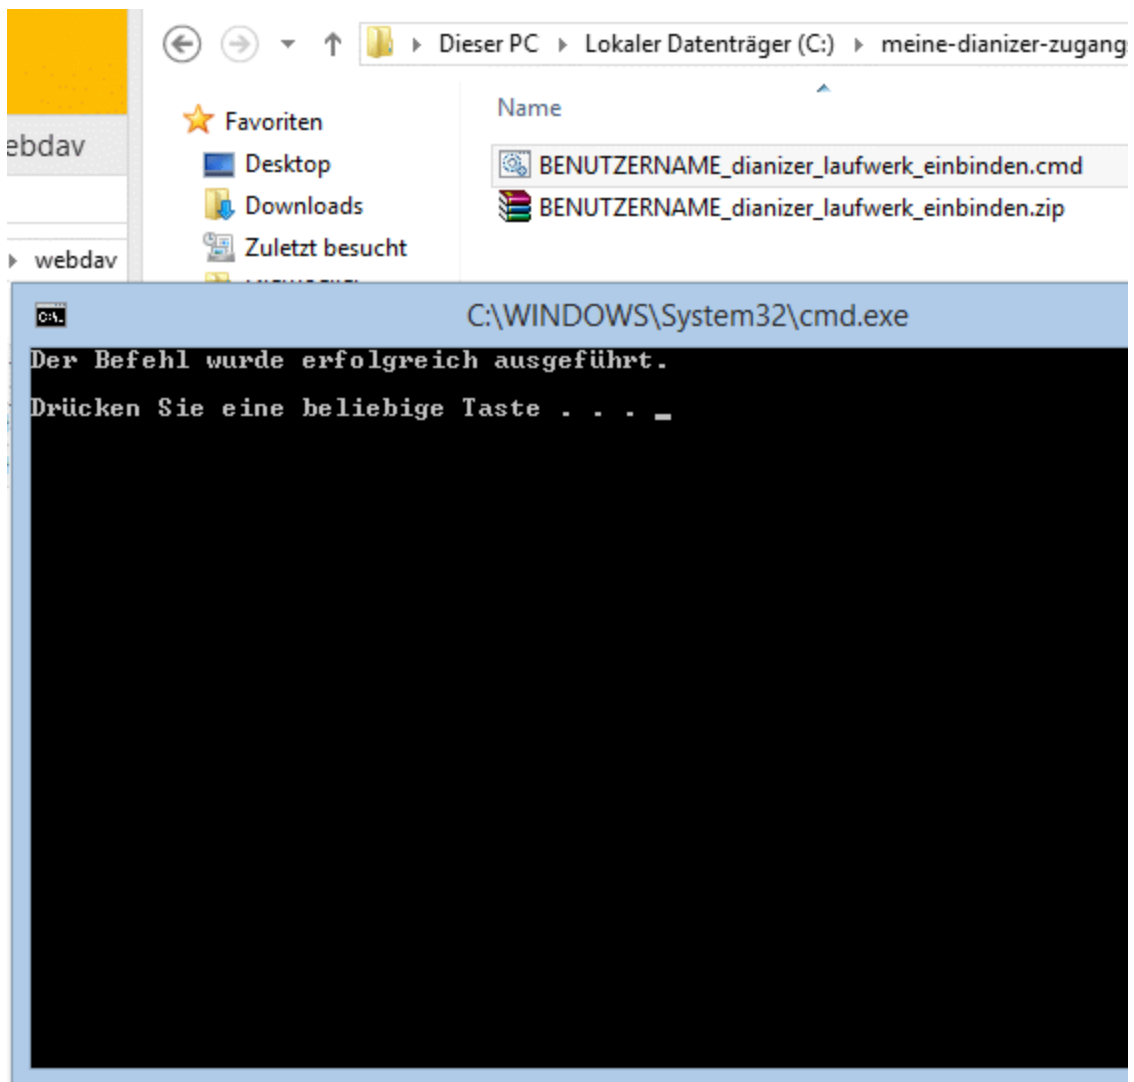 Dieser PC Lokaler Datenträger (C:) meine-dianizer-zugang
Name
Favoriten
ebdav
Desktop
BENUTZERNAME_dianizer_laufwerk_einbinden.cmd
Downloads
BENUTZERNAME_dianizer_laufwerk_einbinden.zip
Zuletzt besucht
webdav
C:\WINDOWS\System32\cmd.exe
Der Befehl wurde erfolgreich ausgeführt.
Drücken Sie eine beliebige Taste . . . _